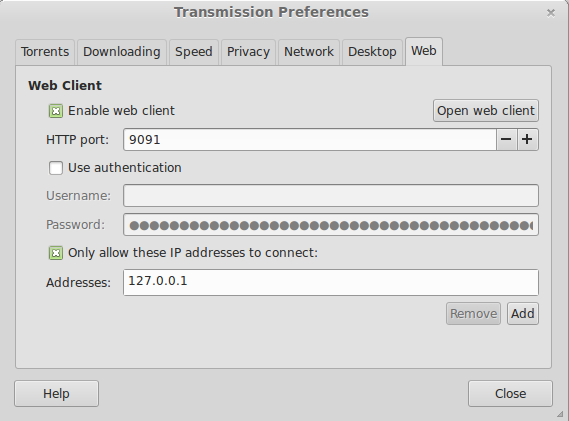 Transmission Preferences
Torrents Downloading Speed Privacy Network Desktop Web
Web Client
Enable web client Open web client
HTTP port: 9091
Use authentication
Username:
Password:
Only allow these IP addresses to connect:
Addresses: 127.0.0.1
Remove Add
Help Close